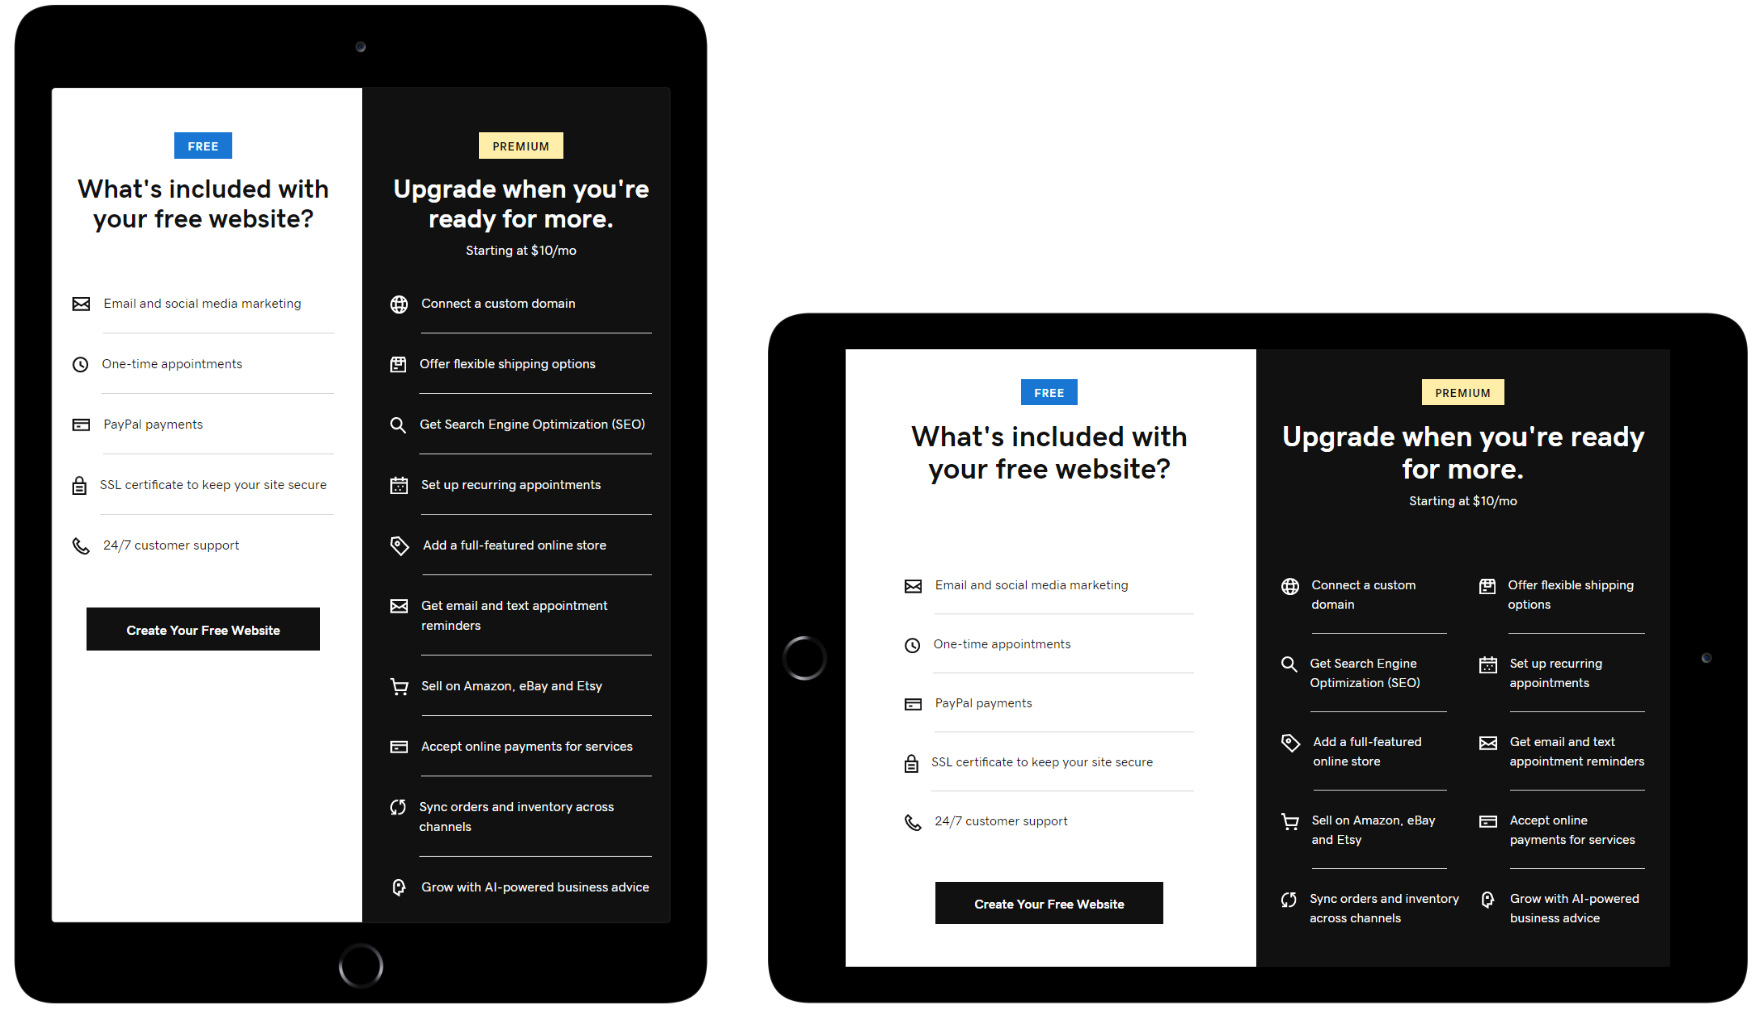 FREE
What's included with
your free website?
Email and social media marketing
One-time appointments
PayPal payments
SSL certificate to keep your site secure
24/7 customer support
Create Your Free Website
PREMIUM
Upgrade when you're
ready for more.
Starting at $10/mo
Connect a custom domain
Offer flexible shipping options
Get Search Engine Optimization (SEO)
Set up recurring appointments
Add a full-featured online store
Get email and text appointment
reminders
Sell on Amazon, eBay and Etsy
Accept online payments for services
Sync orders and inventory across
channels
Grow with AI-powered business advice
FREE
What's included with
your free website?
Email and social media marketing
One-time appointments
PayPal payments
SSL certificate to keep your site secure
24/7 customer support
Create Your Free Website
PREMIUM
Upgrade when you're ready
for more.
Starting at $10/mo
Connect a custom
domain
Offer flexible shipping
options
Get Search Engine
Optimization (SEO)
Set up recurring
appointments
Add a full-featured
online store
Get email and text
appointment reminders
Sell on Amazon, eBay
and Etsy
Accept online
payments for services
Sync orders and inventory
across channels
Grow with AI-powered
business advice